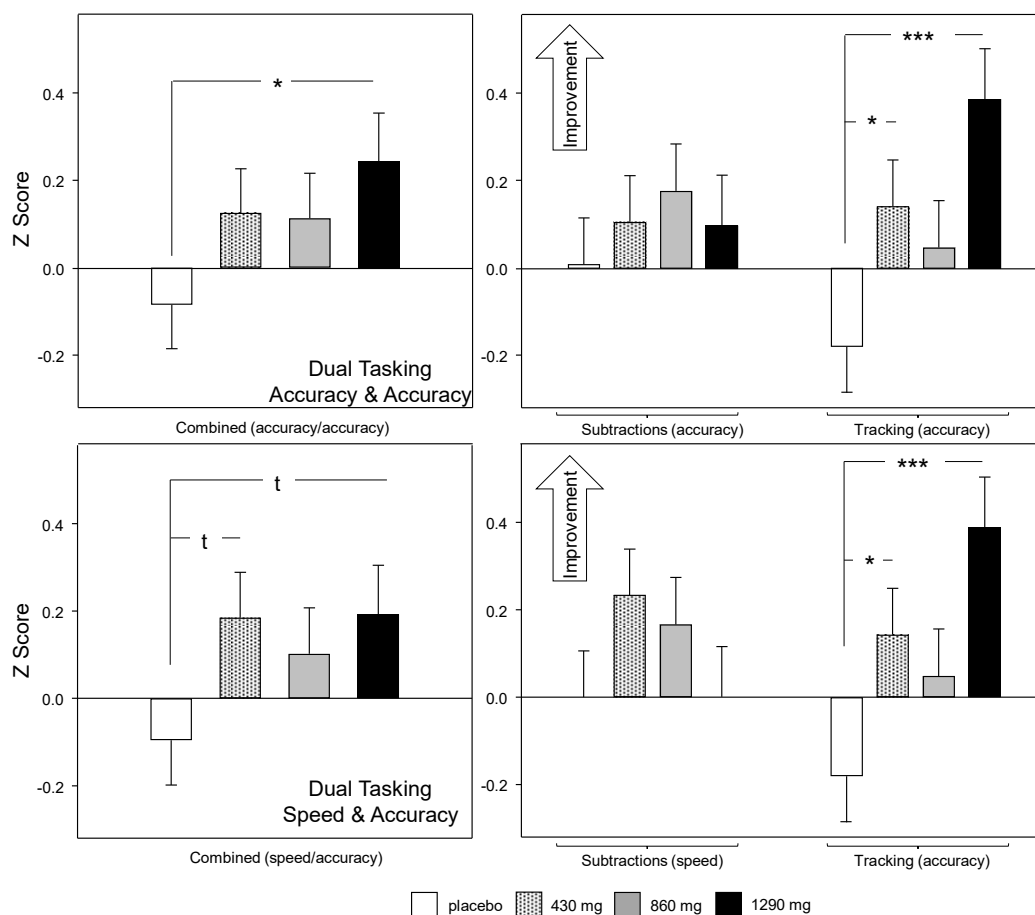 *
0.4
0.2
0.0
-0.2
Z Score
Dual Tasking
Accuracy & Accuracy
Combined (accuracy/accuracy)
Improvement
***
*
0.4
0.2
0.0
-0.2
Subtractions (accuracy)
Tracking (accuracy)
t
t
0.4
0.2
0.0
-0.2
Z Score
Dual Tasking
Speed & Accuracy
Combined (speed/accuracy)
Improvement
***
*
0.4
0.2
0.0
-0.2
Subtractions (speed)
Tracking (accuracy)
placebo 430 mg 860 mg 1290 mg